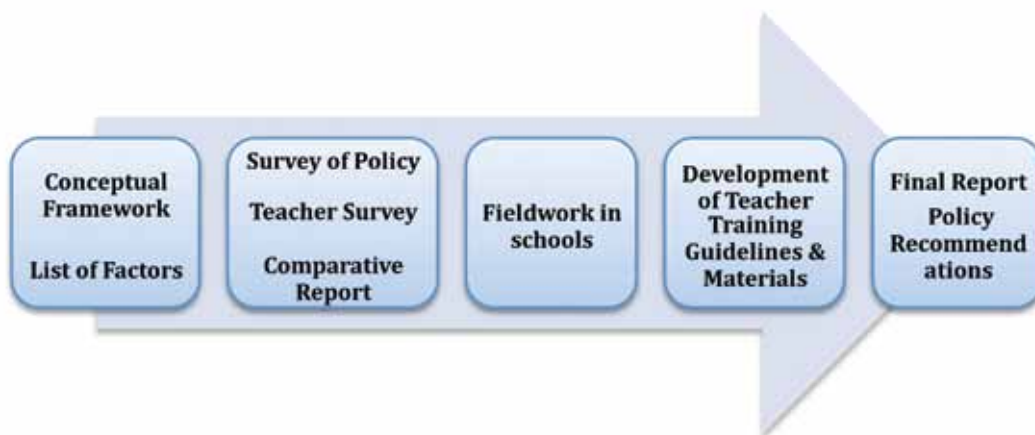 Conceptual
Framework
List of Factors
Survey of Policy
Teacher Survey
Comparative
Report
Fieldwork in
schools
Development
of Teacher
Training
Guidelines &
Materials
Final Report
Policy
Recommend
ations